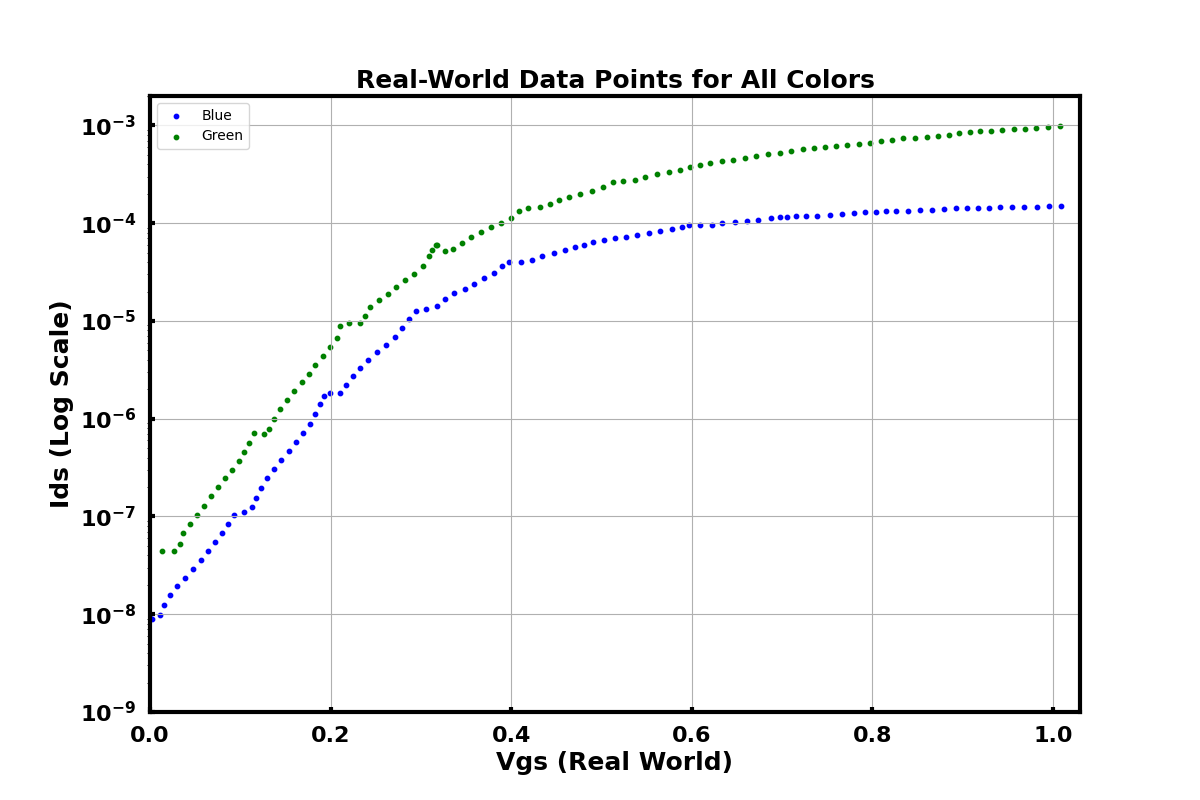 Real-World Data Points for All Colors
Blue
Green
10⁻³
10⁻⁴
10⁻⁵
10⁻⁶
10⁻⁷
10⁻⁸
10⁻⁹
Ids (Log Scale)
0.0 0.2 0.4 0.6 0.8 1.0
Vgs (Real World)